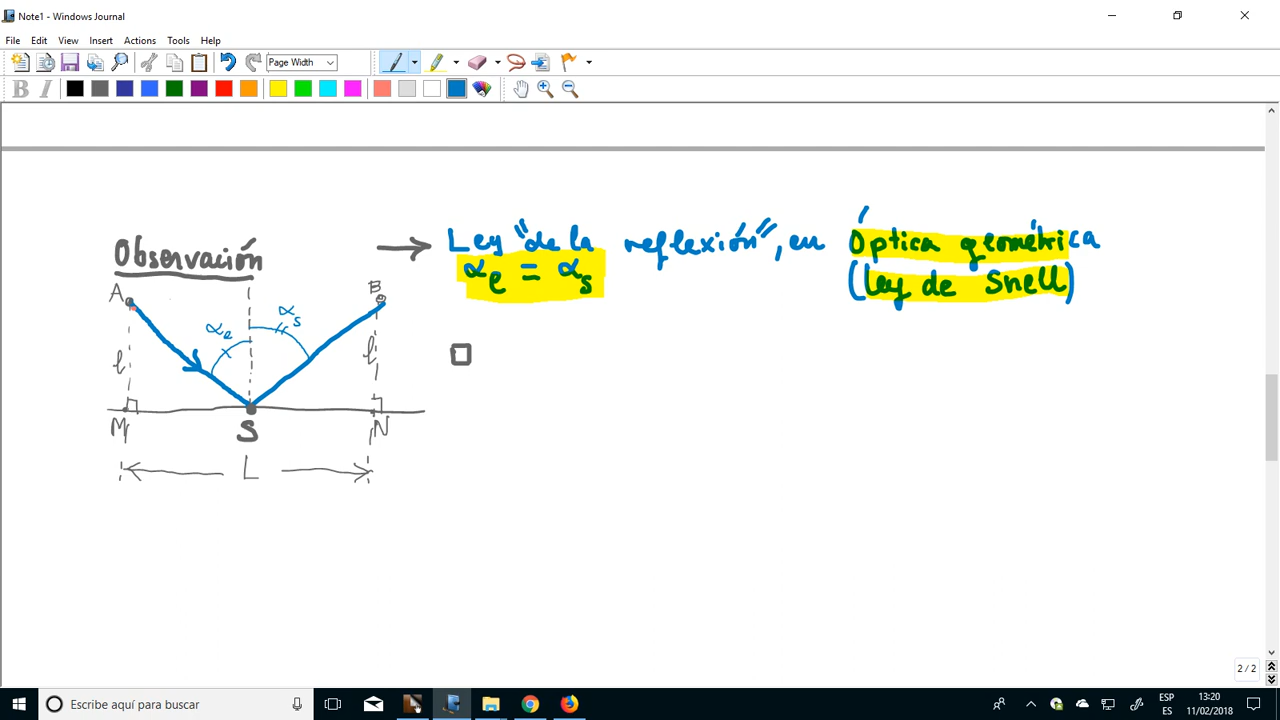 Note1 - Windows Journal
File Edit View Insert Actions Tools Help
Page Width
B I
Observación
→ Ley "de la reflexión", en Óptica geométrica
αe = αs
(ley de Snell)
A
B
αe
αs
l
l
M
S
N
L
2 / 2
Escribe aquí para buscar
ESP
ES
13:20
11/02/2018